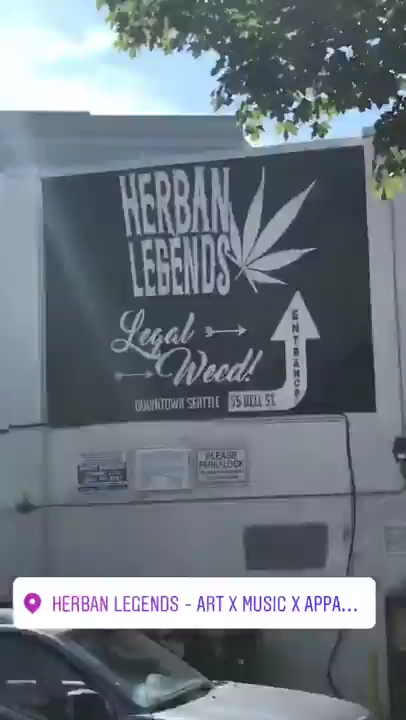 HERBAN
LEGENDS
Legal
Weed!
ENTRANCE
DOWNTOWN SEATTLE 55 BELL ST.
PLEASE
PARK & LOCK
HERBAN LEGENDS - ART X MUSIC X APPA...